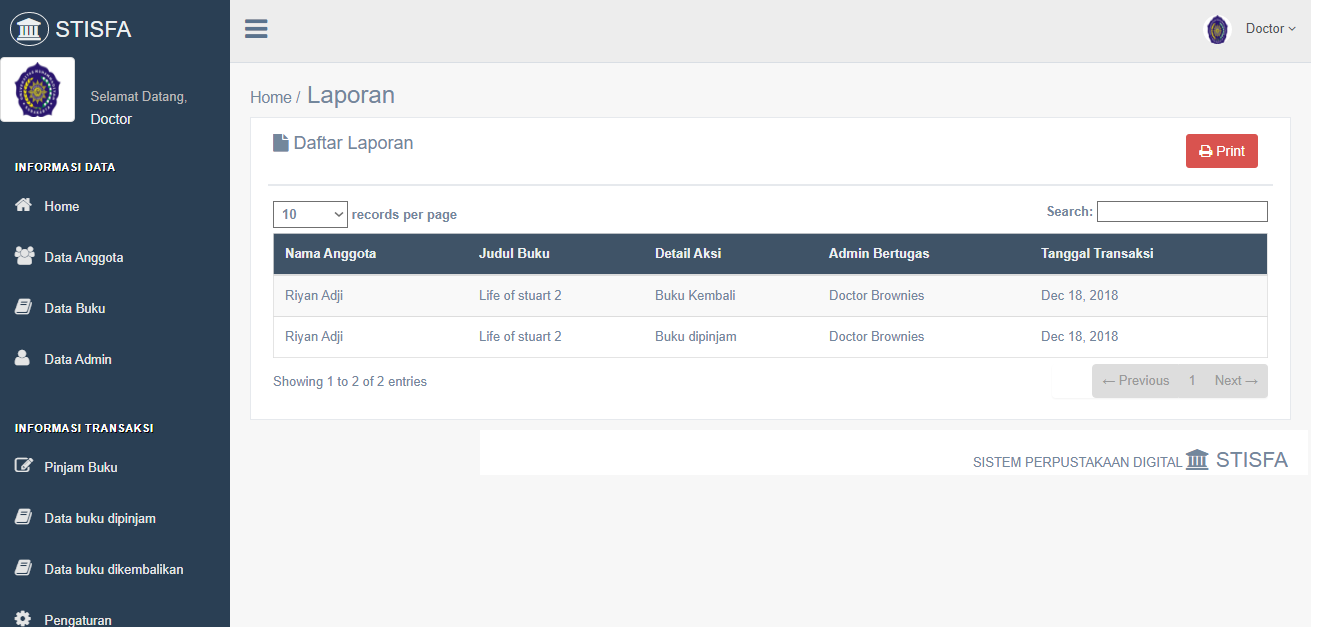 STISFA
Doctor
Selamat Datang,
Doctor
Home / Laporan
Daftar Laporan
Print
INFORMASI DATA
Home
Data Anggota
Data Buku
Data Admin
INFORMASI TRANSAKSI
Pinjam Buku
Data buku dipinjam
Data buku dikembalikan
Pengaturan
10 records per page
Search:
Nama Anggota Judul Buku Detail Aksi Admin Bertugas Tanggal Transaksi
Riyan Adji Life of stuart 2 Buku Kembali Doctor Brownies Dec 18, 2018
Riyan Adji Life of stuart 2 Buku dipinjam Doctor Brownies Dec 18, 2018
Showing 1 to 2 of 2 entries
← Previous 1 Next →
SISTEM PERPUSTAKAAN DIGITAL STISFA